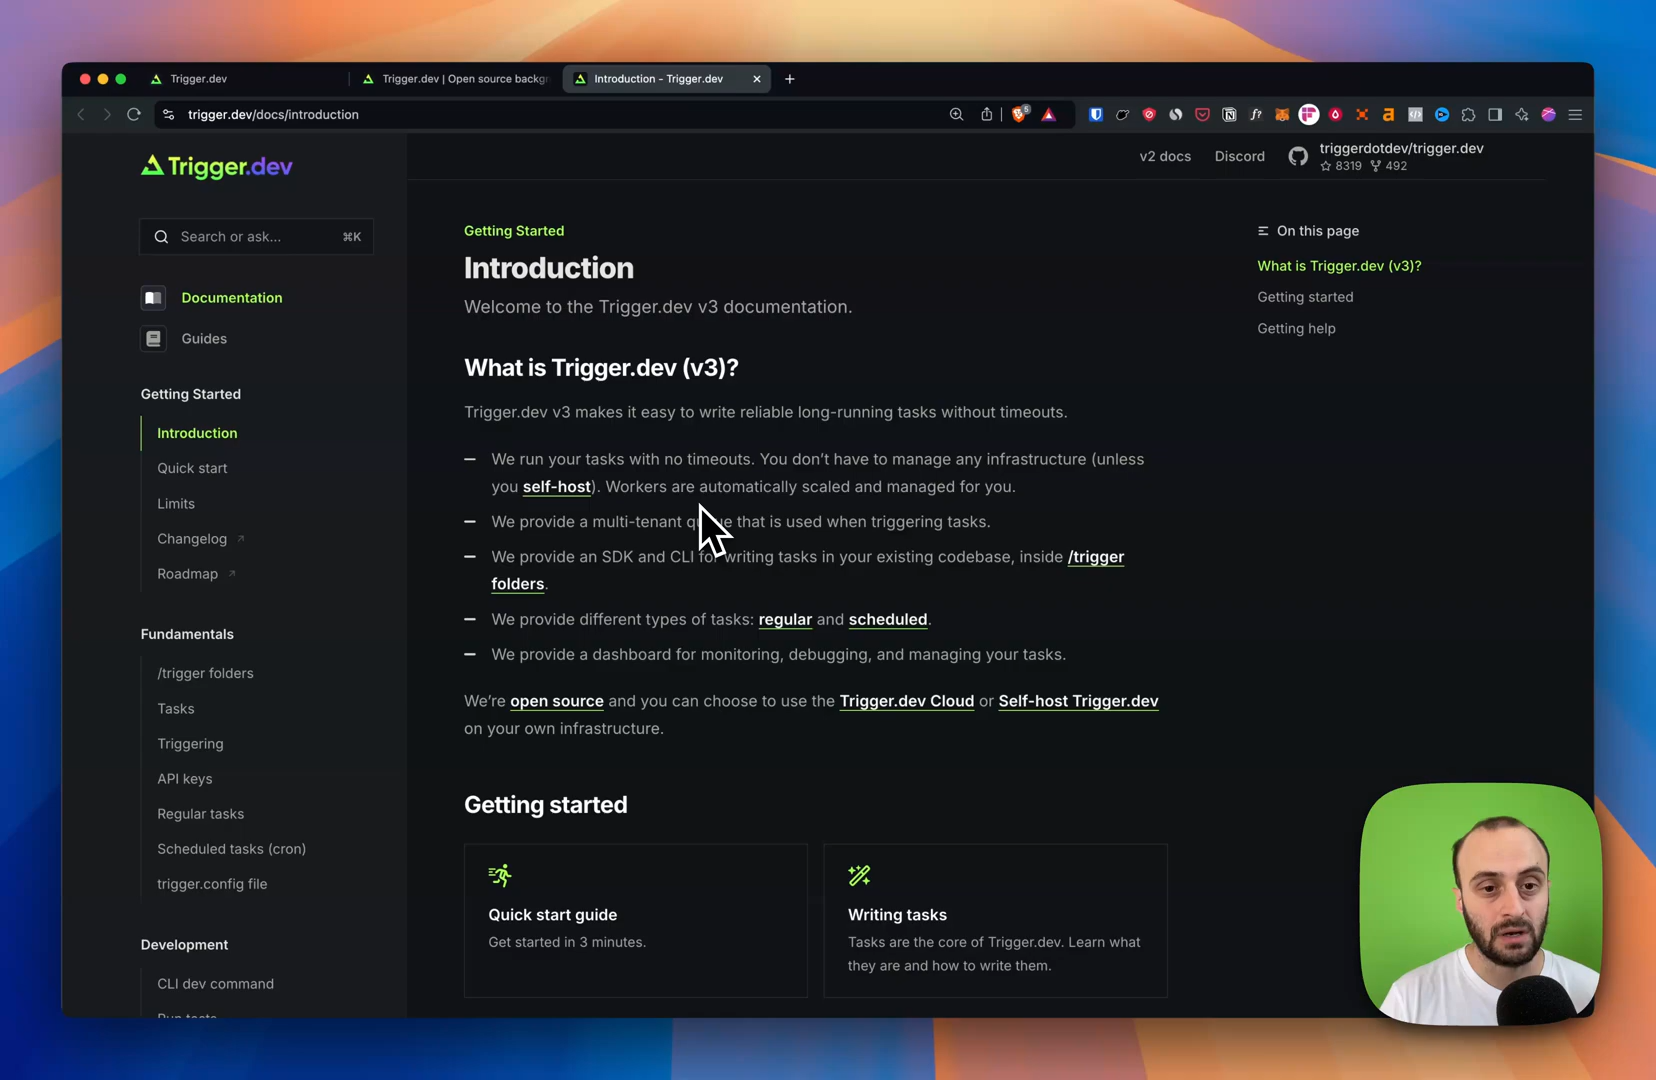 Trigger.dev
Trigger.dev | Open source backgr
Introduction - Trigger.dev
trigger.dev/docs/introduction
5
Trigger.dev
v2 docs
Discord
triggerdotdev/trigger.dev
8319
492
Search or ask...
⌘K
Documentation
Guides
Getting Started
Introduction
Quick start
Limits
Changelog
Roadmap
Fundamentals
/trigger folders
Tasks
Triggering
API keys
Regular tasks
Scheduled tasks (cron)
trigger.config file
Development
CLI dev command
Run tests
Getting Started
Introduction
Welcome to the Trigger.dev v3 documentation.
What is Trigger.dev (v3)?
Trigger.dev v3 makes it easy to write reliable long-running tasks without timeouts.
We run your tasks with no timeouts. You don't have to manage any infrastructure (unless
you self-host). Workers are automatically scaled and managed for you.
We provide a multi-tenant queue that is used when triggering tasks.
We provide an SDK and CLI for writing tasks in your existing codebase, inside /trigger
folders.
We provide different types of tasks: regular and scheduled.
We provide a dashboard for monitoring, debugging, and managing your tasks.
We're open source and you can choose to use the Trigger.dev Cloud or Self-host Trigger.dev
on your own infrastructure.
Getting started
Quick start guide
Get started in 3 minutes.
Writing tasks
Tasks are the core of Trigger.dev. Learn what
they are and how to write them.
On this page
What is Trigger.dev (v3)?
Getting started
Getting help